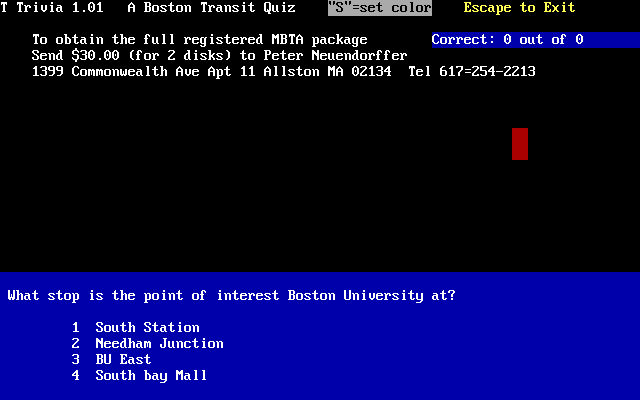 T Trivia 1.01   A Boston Transit Quiz    "S"=set color    Escape to Exit
To obtain the full registered MBTA package        Correct: 0 out of 0
Send $30.00 (for 2 disks) to Peter Neuendorffer
1399 Commonwealth Ave Apt 11 Allston MA 02134  Tel 617=254-2213
What stop is the point of interest Boston University at?
1  South Station
2  Needham Junction
3  BU East
4  South bay Mall